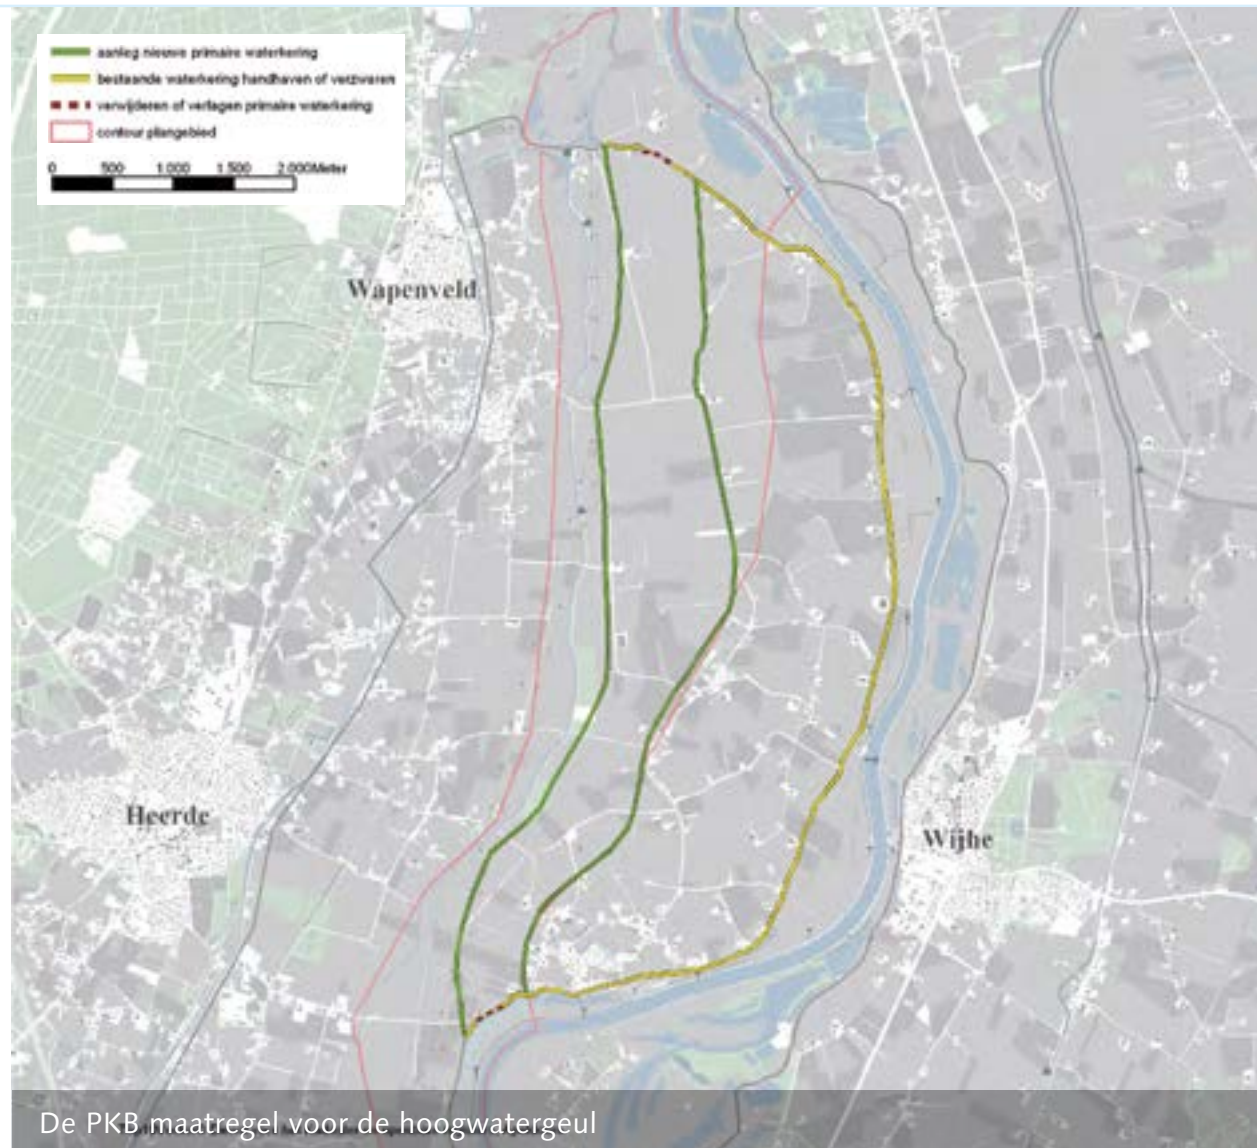 aanleg nieuwe primaire waterkering
bestaande waterkering handhaven of verzwaren
verwijderen of verlagen primaire waterkering
contour plangebied
0 500 1.000 1.500 2.000Meter
Wapenveld
Heerde
Wijhe
De PKB maatregel voor de hoogwatergeul